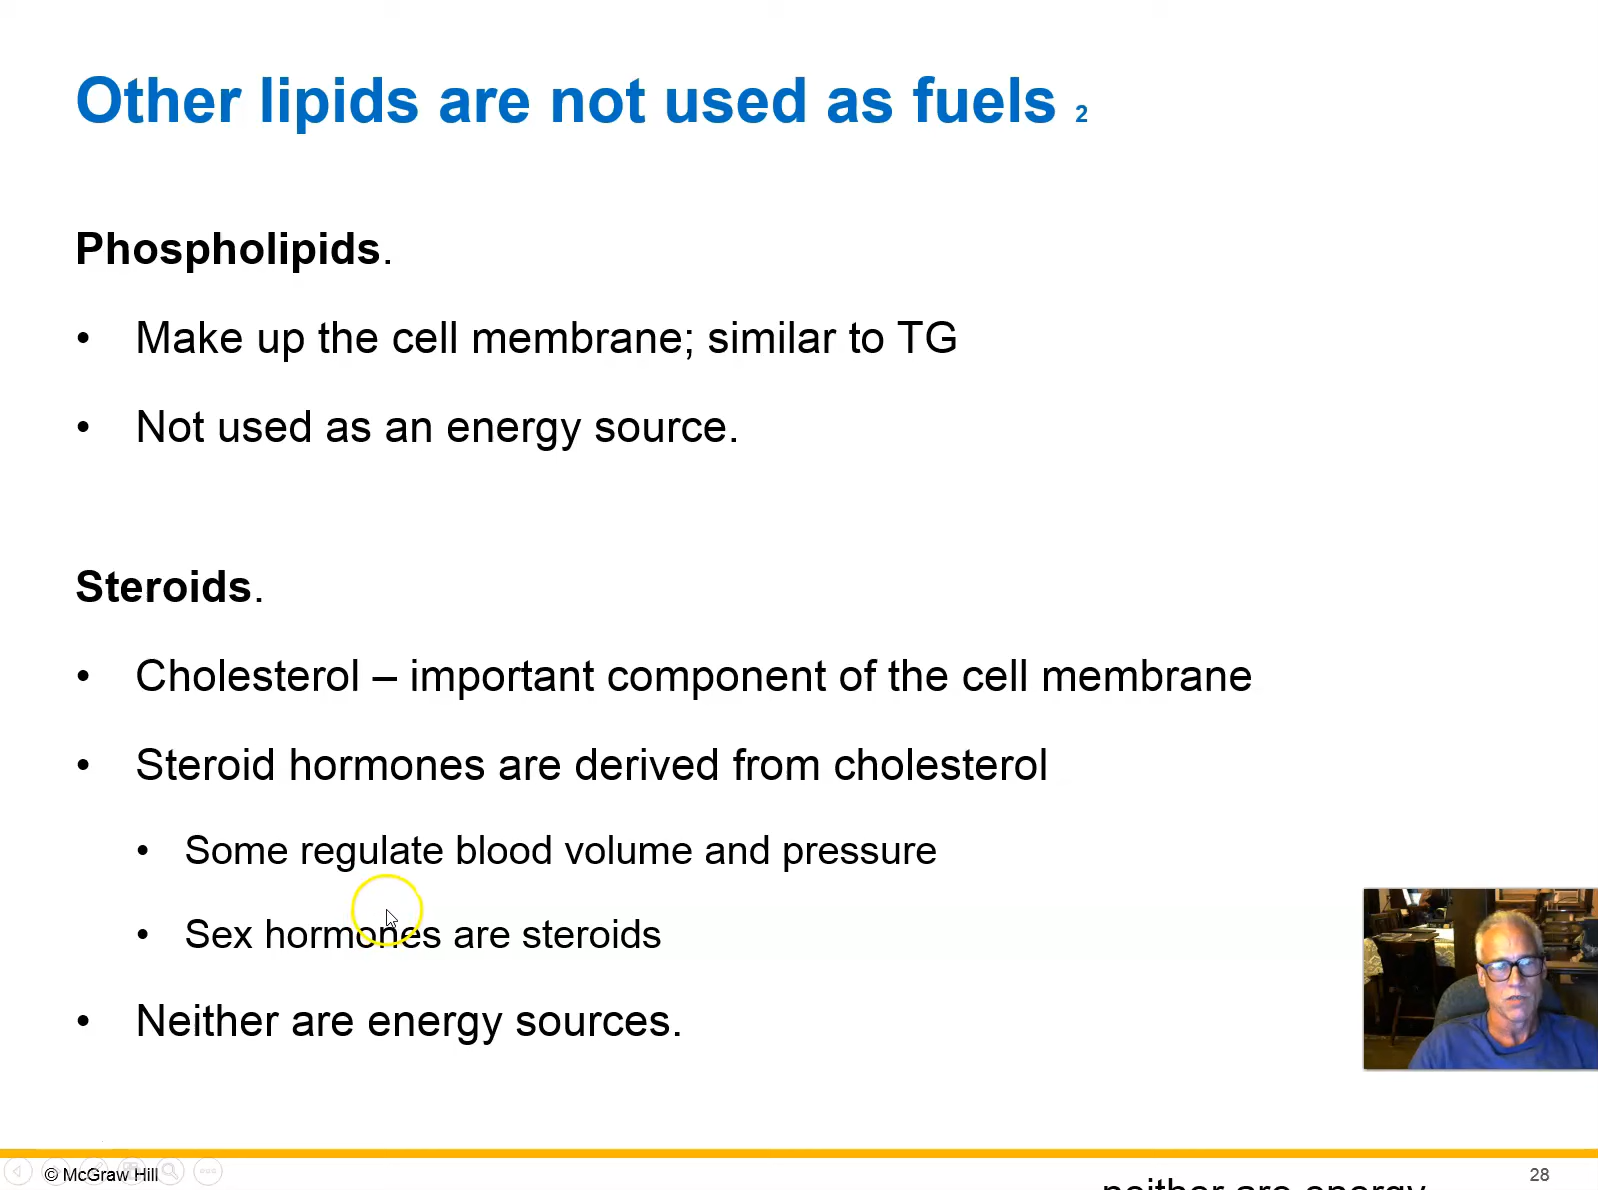 Other lipids are not used as fuels 2
Phospholipids.
• Make up the cell membrane; similar to TG
• Not used as an energy source.
Steroids.
• Cholesterol – important component of the cell membrane
• Steroid hormones are derived from cholesterol
• Some regulate blood volume and pressure
• Sex hormones are steroids
• Neither are energy sources.
© McGraw Hill
28
neither are energy